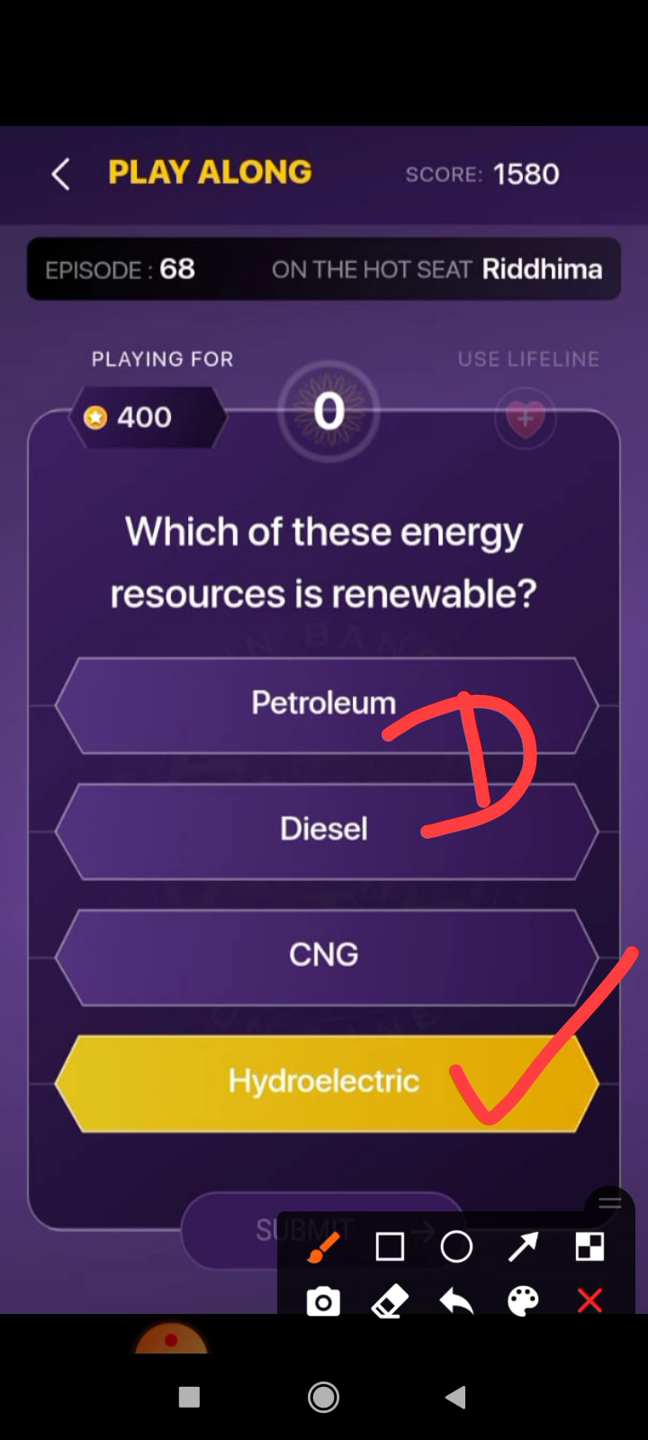 PLAY ALONG
SCORE: 1580
EPISODE : 68
ON THE HOT SEAT Riddhima
PLAYING FOR
USE LIFELINE
400
0
Which of these energy
resources is renewable?
Petroleum
D
Diesel
CNG
Hydroelectric
SUBMIT